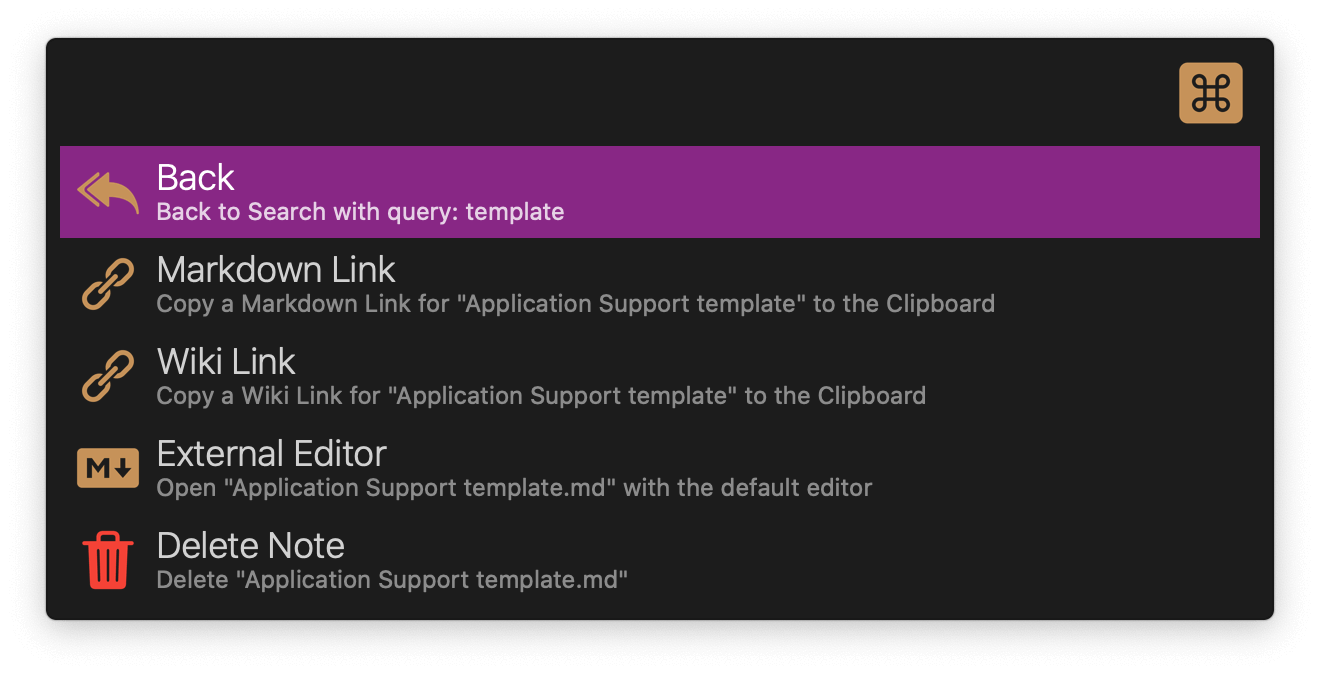 Back
Back to Search with query: template
Markdown Link
Copy a Markdown Link for "Application Support template" to the Clipboard
Wiki Link
Copy a Wiki Link for "Application Support template" to the Clipboard
M
External Editor
Open "Application Support template.md" with the default editor
Delete Note
Delete "Application Support template.md"